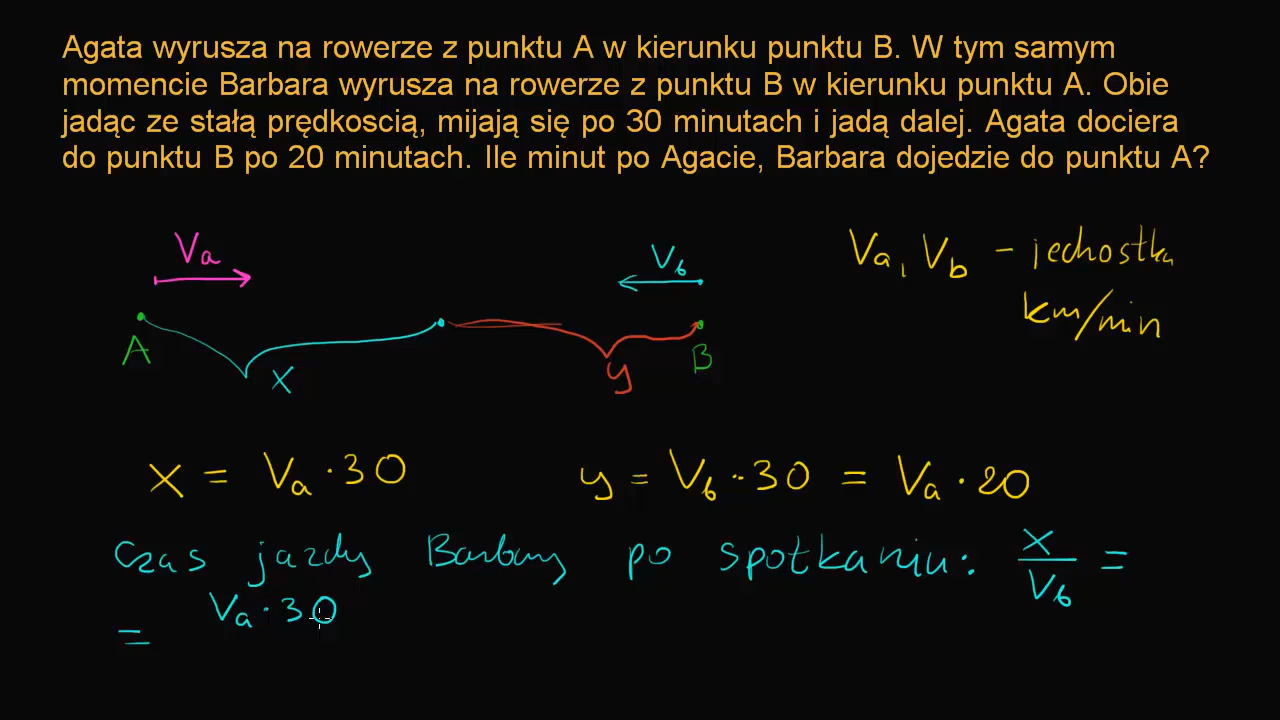 Agata wyrusza na rowerze z punktu A w kierunku punktu B. W tym samym
momencie Barbara wyrusza na rowerze z punktu B w kierunku punktu A. Obie
jadąc ze stałą prędkoscią, mijają się po 30 minutach i jadą dalej. Agata dociera
do punktu B po 20 minutach. Ile minut po Agacie, Barbara dojedzie do punktu A?
Va
Vb
Va, Vb - jednostka
km/min
A
x
y
B
x = Va · 30
y = Vb · 30 = Va · 20
Czas jazdy Barbary po spotkaniu: x/Vb =
= Va · 30